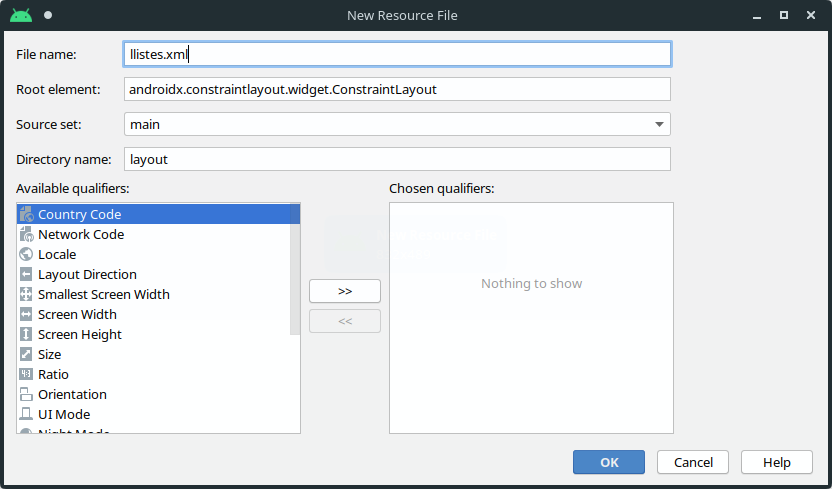 New Resource File
File name: llistes.xml
Root element: androidx.constraintlayout.widget.ConstraintLayout
Source set: main
Directory name: layout
Available qualifiers:
Country Code
Network Code
Locale
Layout Direction
Smallest Screen Width
Screen Width
Screen Height
Size
Ratio
Orientation
UI Mode
Night Mode
>>
<<
Chosen qualifiers:
Nothing to show
OK Cancel Help